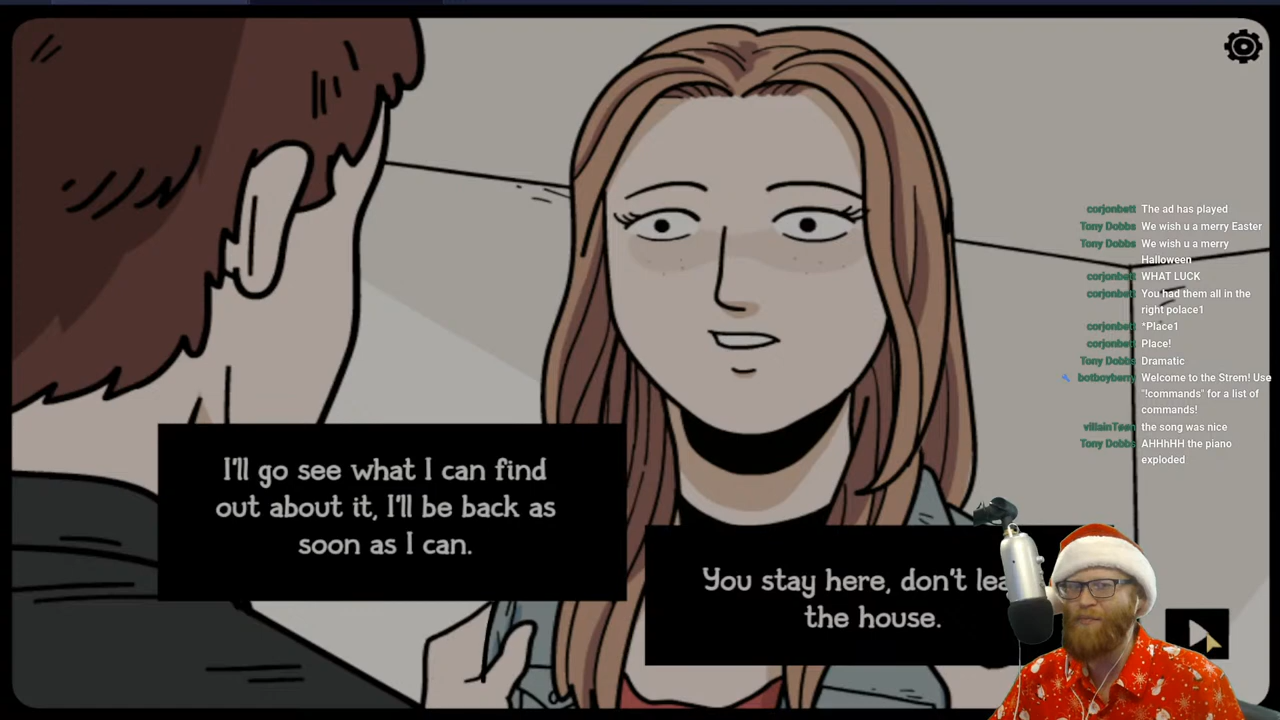 I'll go see what I can find
out about it, I'll be back as
soon as I can.
You stay here, don't
the house.
corjonbett The ad has played
Tony Dobbs We wish u a merry Easter
Tony Dobbs We wish u a merry
Halloween
corjonbett WHAT LUCK
corjonbett You had them all in the
right polace1
corjonbett *Place1
corjonbett Place!
Tony Dobbs Dramatic
Welcome to the Strem! Use
"!commands" for a list of
commands!
villainTøøn the song was nice
Tony Dobbs AHHhHH the piano
exploded